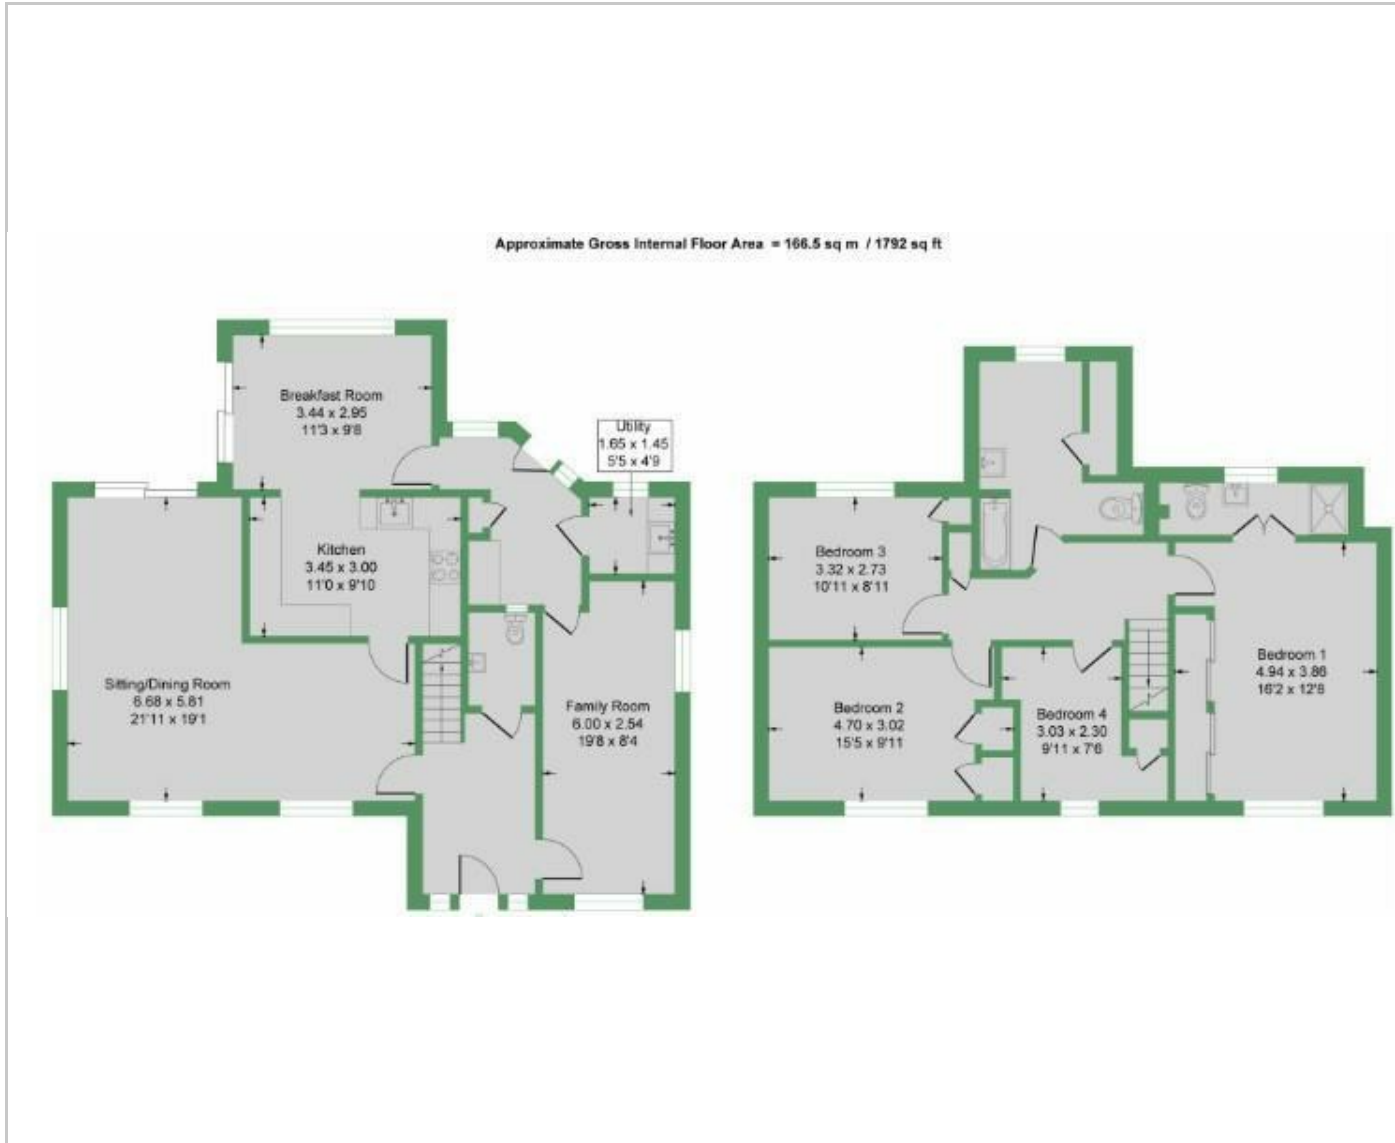 Approximate Gross Internal Floor Area = 166.5 sq m / 1792 sq ft
Breakfast Room
3.44 x 2.95
11'3 x 9'8
Utility
1.65 x 1.45
5'5 x 4'9
Kitchen
3.45 x 3.00
11'0 x 9'10
Sitting/Dining Room
6.68 x 5.81
21'11 x 19'1
Family Room
6.00 x 2.54
19'8 x 8'4
Bedroom 3
3.32 x 2.73
10'11 x 8'11
Bedroom 1
4.94 x 3.86
16'2 x 12'8
Bedroom 2
4.70 x 3.02
15'5 x 9'11
Bedroom 4
3.03 x 2.30
9'11 x 7'6